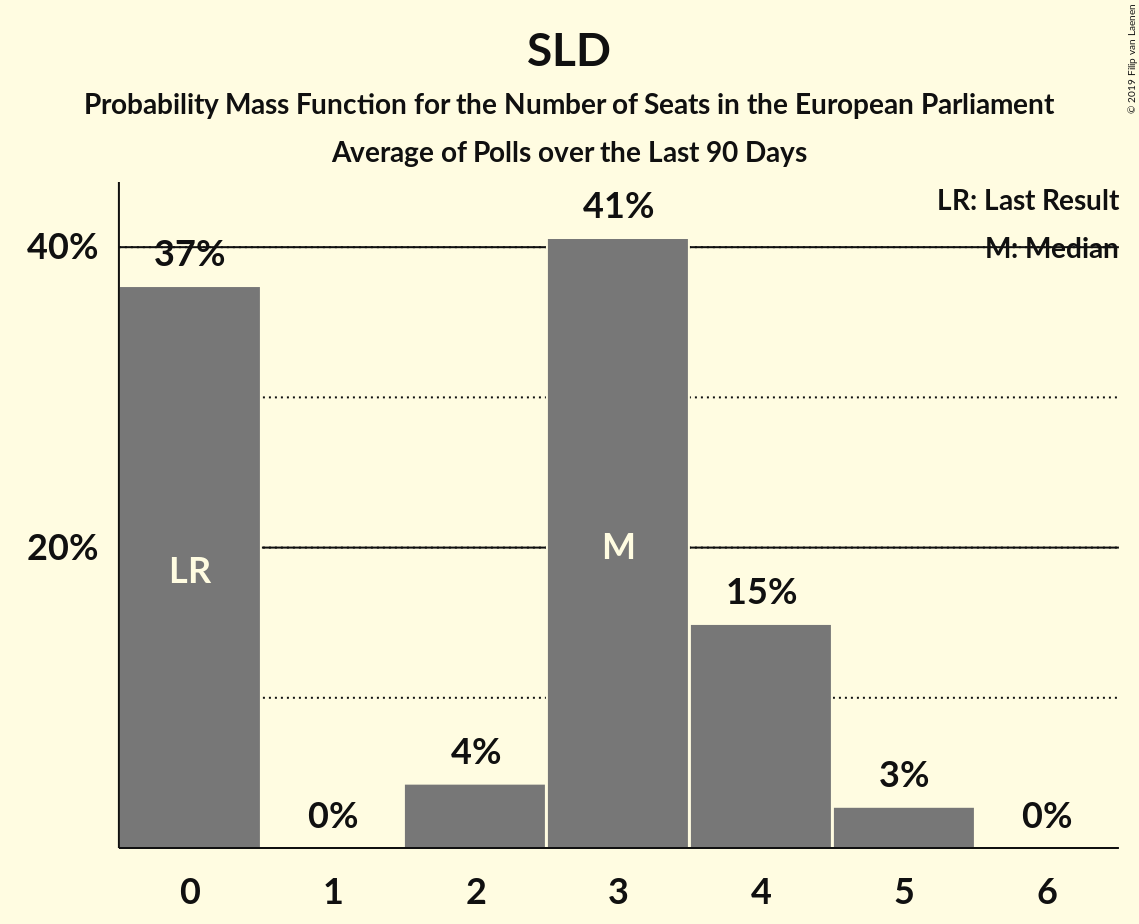 SLD
Probability Mass Function for the Number of Seats in the European Parliament
Average of Polls over the Last 90 Days
© 2019 Filip van Laenen
LR: Last Result
M: Median
40%
20%
37%
0%
4%
41%
15%
3%
0%
LR
M
0 1 2 3 4 5 6